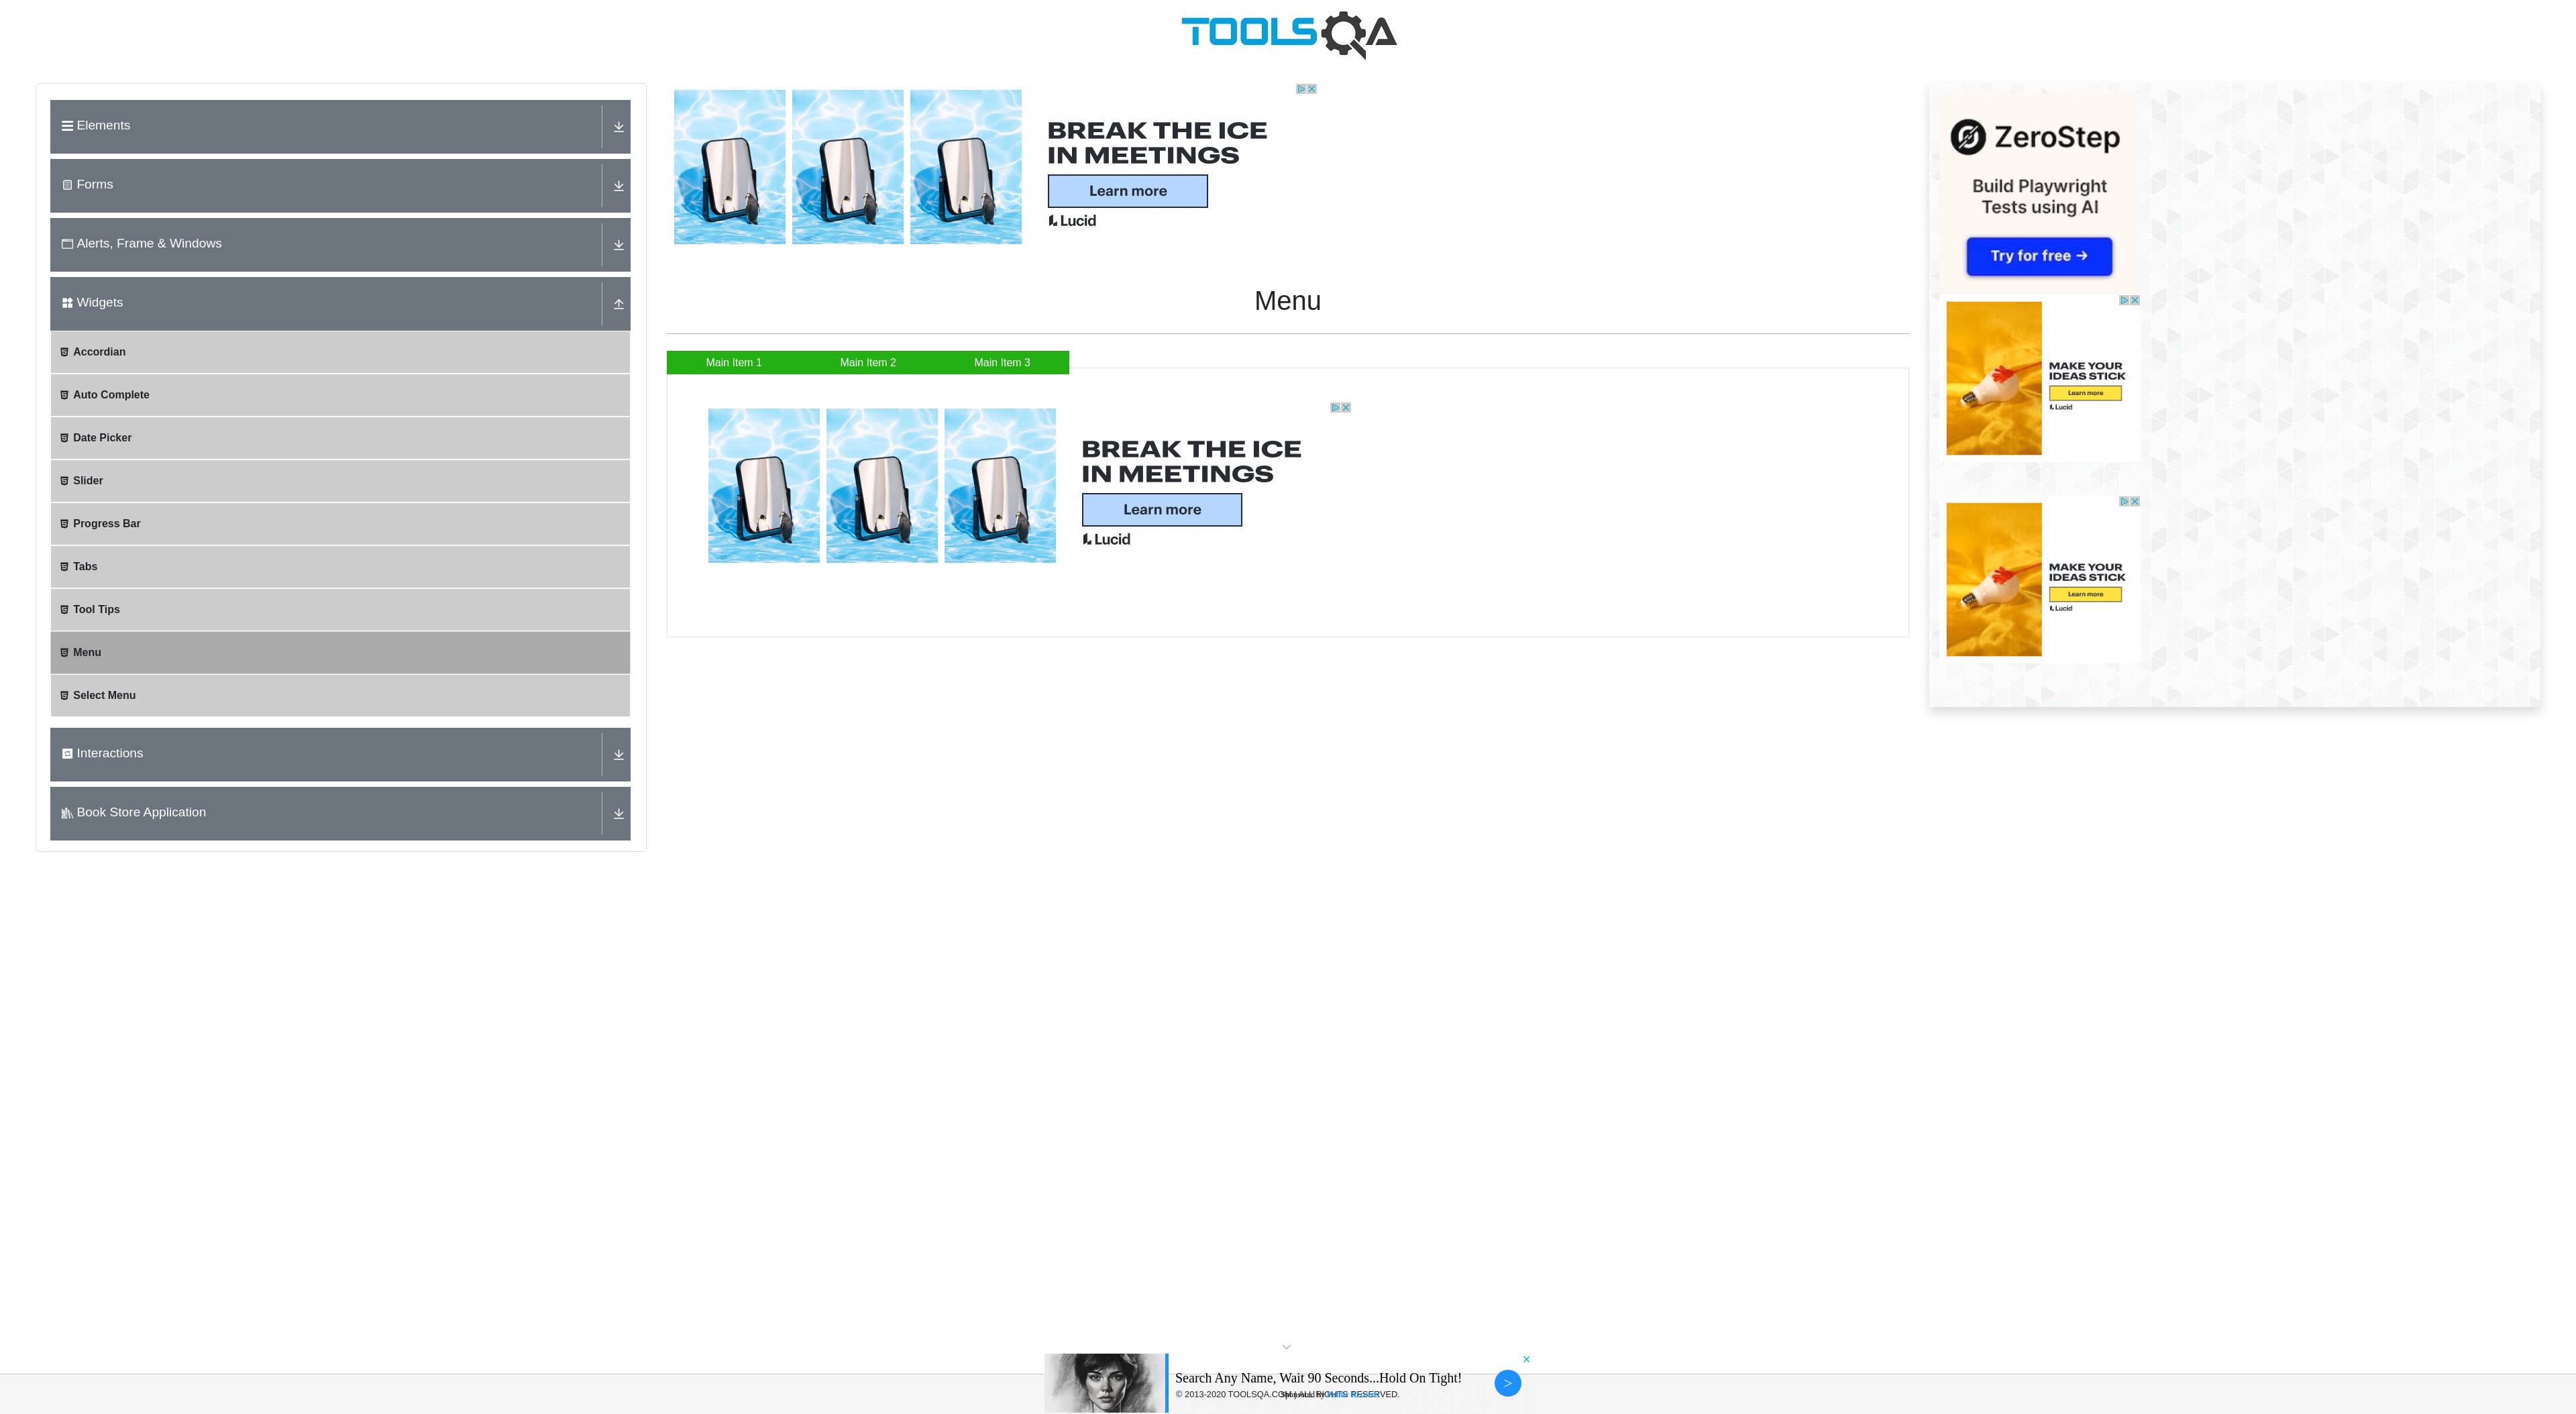 TOOLSQA
Elements
Forms
Alerts, Frame & Windows
Widgets
Accordian
Auto Complete
Date Picker
Slider
Progress Bar
Tabs
Tool Tips
Menu
Select Menu
Interactions
Book Store Application
BREAK THE ICE
IN MEETINGS
Learn more
Lucid
Menu
Main Item 1
Main Item 2
Main Item 3
BREAK THE ICE
IN MEETINGS
Learn more
Lucid
ZeroStep
Build Playwright
Tests using AI
Try for free →
MAKE YOUR
IDEAS STICK
Learn more
Lucid
MAKE YOUR
IDEAS STICK
Learn more
Lucid
Search Any Name, Wait 90 Seconds...Hold On Tight!
© 2013-2020 TOOLSQA.COM | ALL RIGHTS RESERVED.